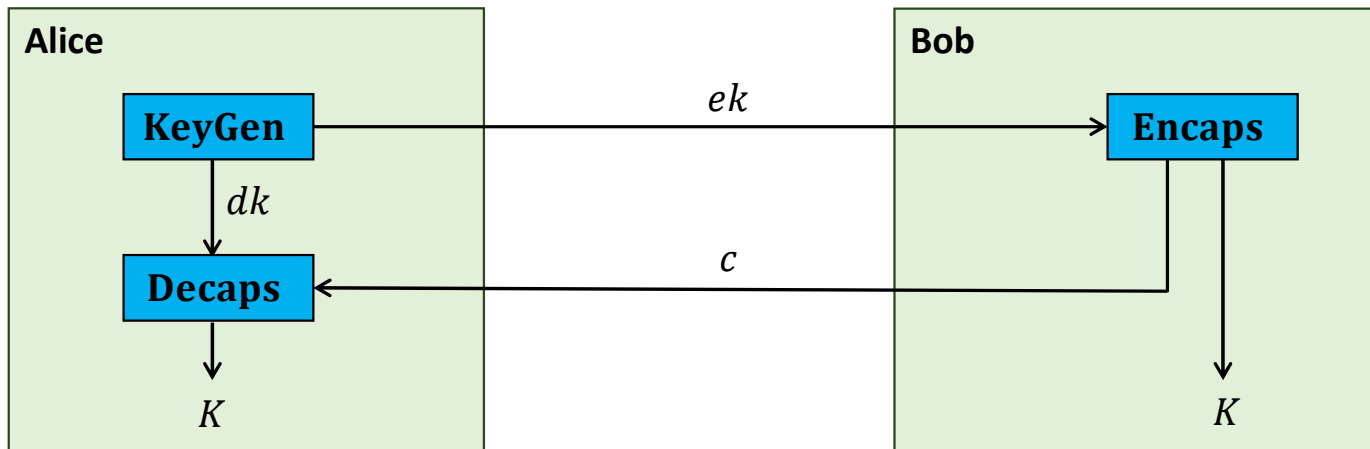 Alice
Bob
KeyGen
ek
Encaps
dk
Decaps
c
K
K